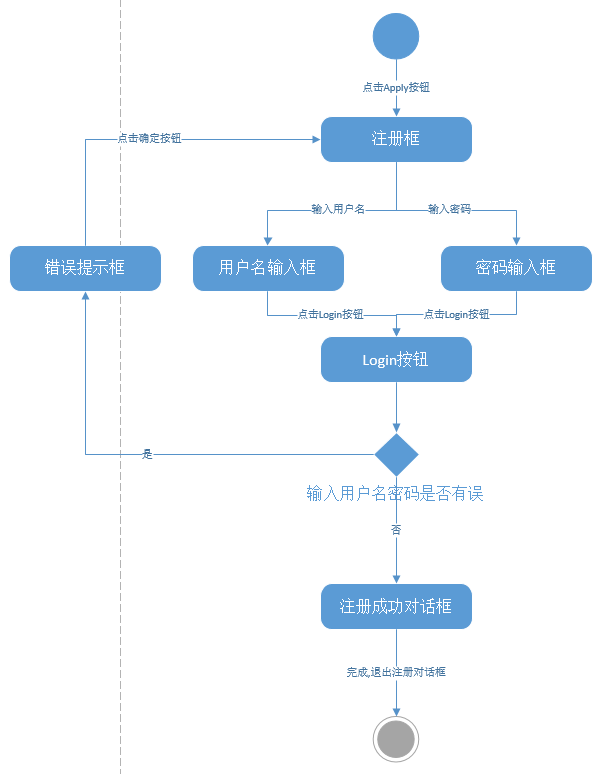 点击Apply按钮
点击确定按钮
注册框
输入用户名
输入密码
错误提示框
用户名输入框
密码输入框
点击Login按钮
点击Login按钮
Login按钮
是
输入用户名密码是否有误
否
注册成功对话框
完成,退出注册对话框